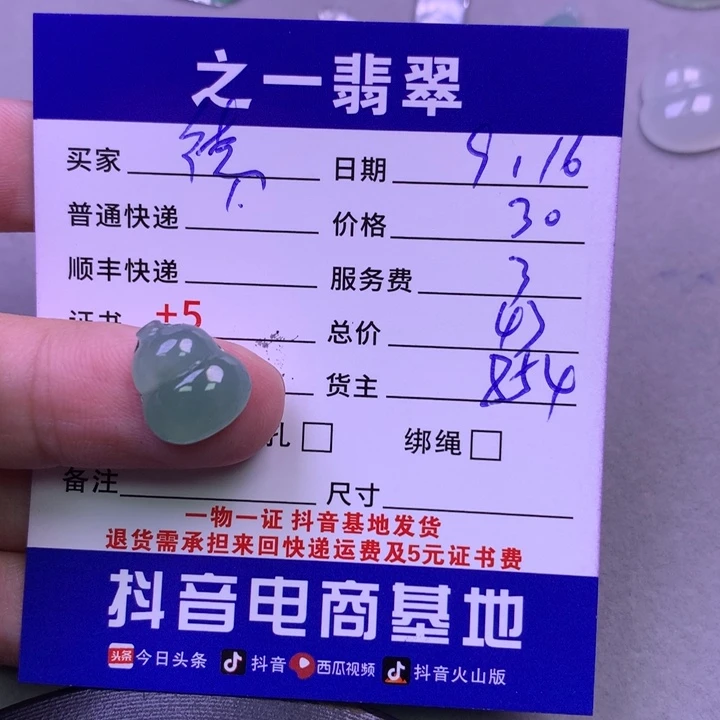 之一翡翠
买家 日期 9.16
普通快递 价格 30
顺丰快递 服务费 3
证书 +5 总价 43
货主 854
孔 绑绳
备注 尺寸
一物一证 抖音基地发货
退货需承担来回快递运费及5元证书费
抖音电商基地
头条 今日头条 抖音 西瓜视频 抖音火山版